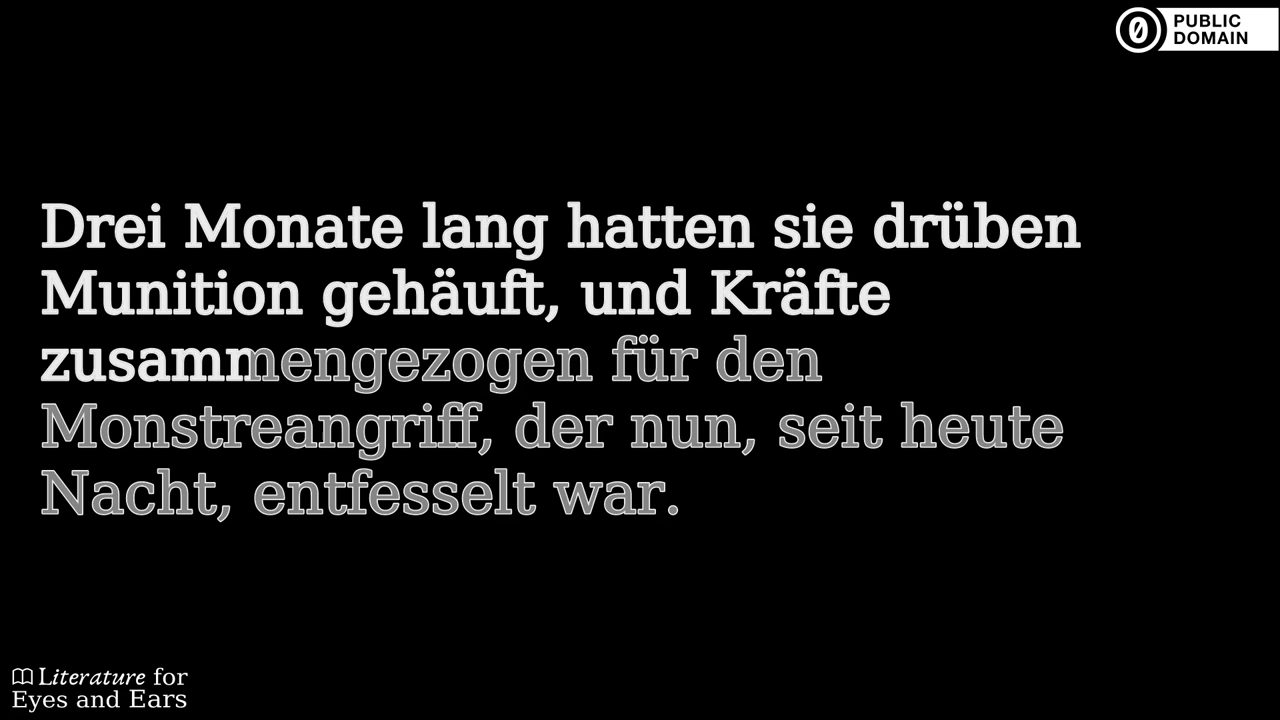 0 PUBLIC
DOMAIN
Drei Monate lang hatten sie drüben
Munition gehäuft, und Kräfte
zusammengezogen für den
Monstreangriff, der nun, seit heute
Nacht, entfesselt war.
Literature for
Eyes and Ears